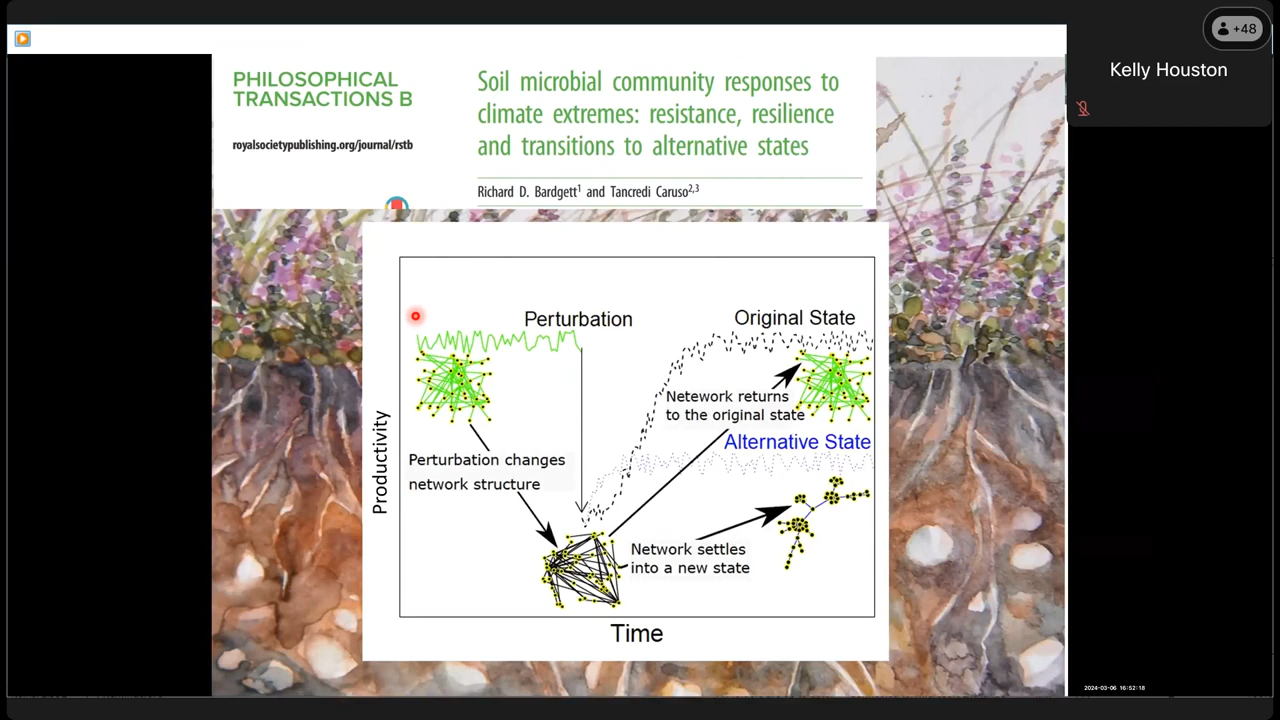 +48
Kelly Houston
PHILOSOPHICAL
TRANSACTIONS B
royalsocietypublishing.org/journal/rstb
Soil microbial community responses to
climate extremes: resistance, resilience
and transitions to alternative states
Richard D. Bardgett1 and Tancredi Caruso2,3
Perturbation
Original State
Netework returns
to the original state
Alternative State
Perturbation changes
network structure
Network settles
into a new state
Productivity
Time
2024-03-06 16:52:18